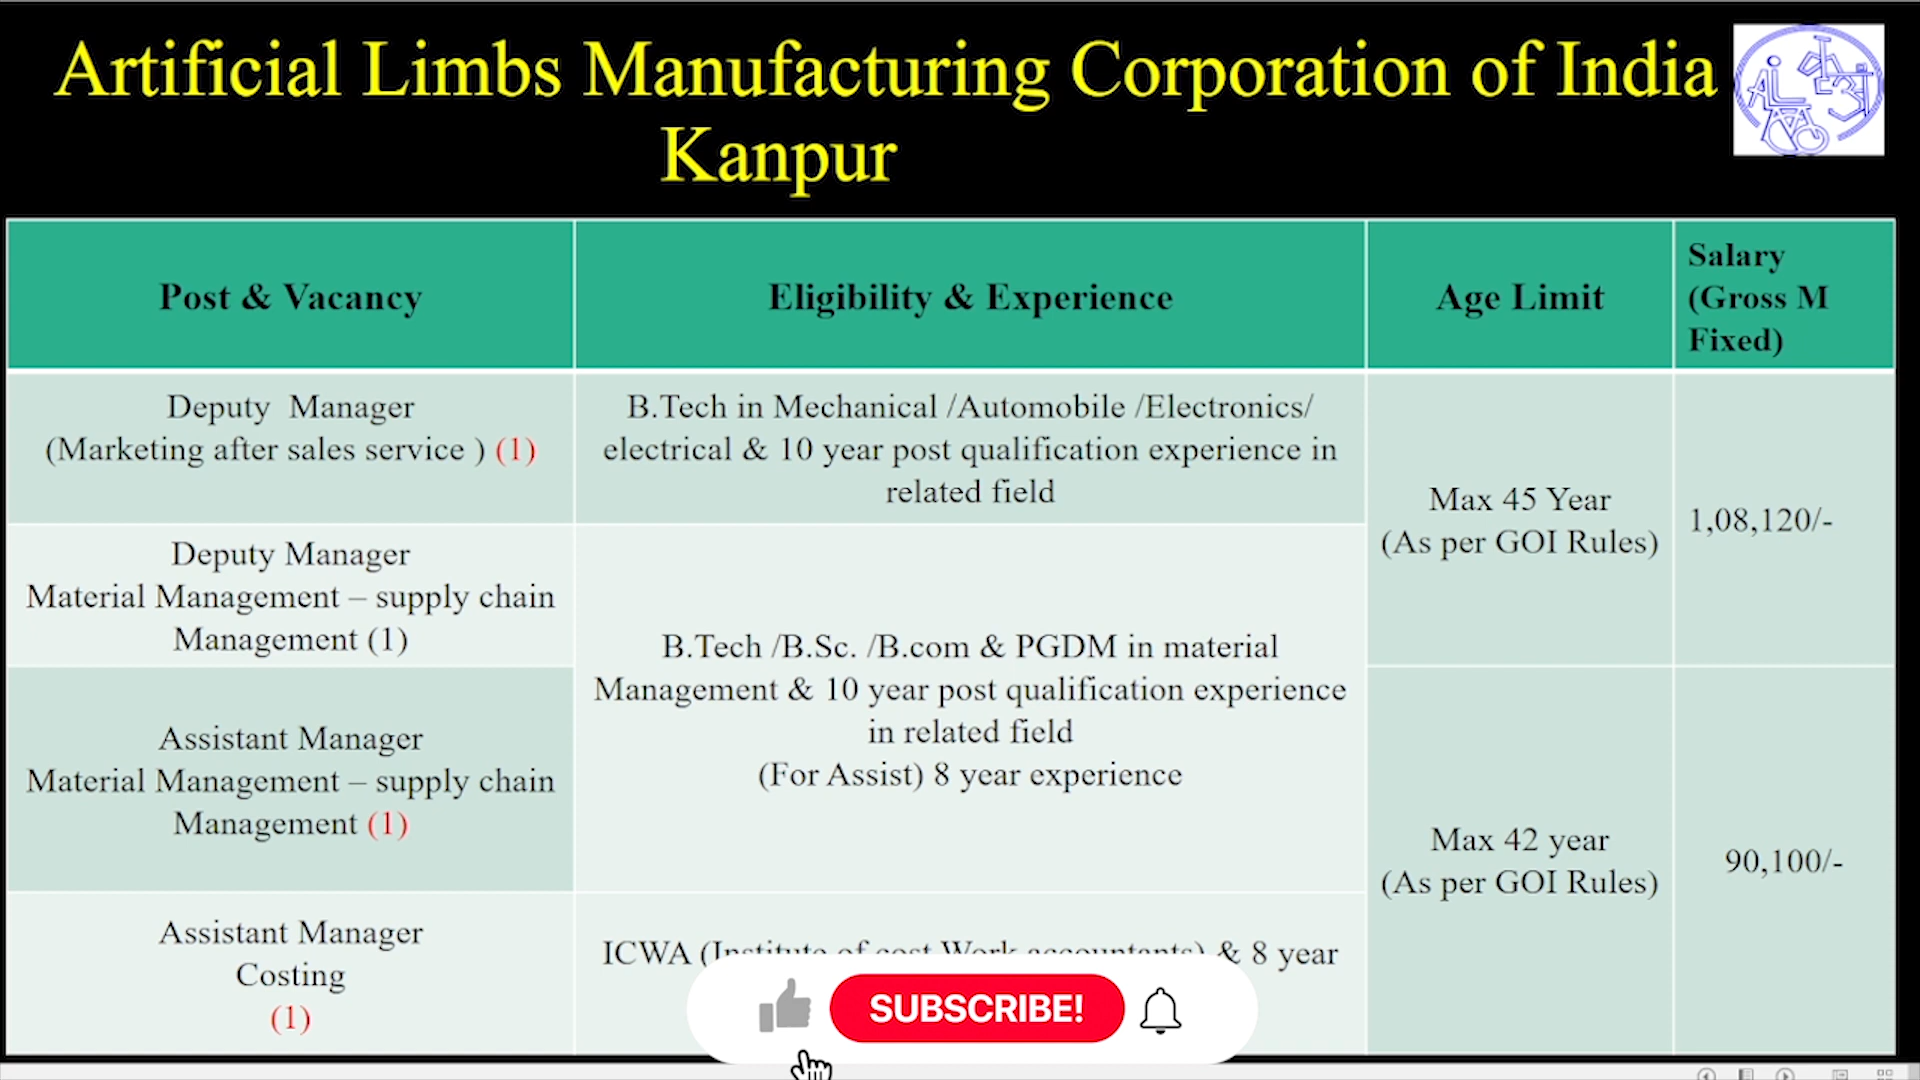 Artificial Limbs Manufacturing Corporation of India
Kanpur
Post & Vacancy
Eligibility & Experience
Age Limit
Salary
(Gross M
Fixed)
Deputy Manager
(Marketing after sales service ) (1)
B.Tech in Mechanical /Automobile /Electronics/
electrical & 10 year post qualification experience in
related field
Max 45 Year
(As per GOI Rules)
1,08,120/-
Deputy Manager
Material Management – supply chain
Management (1)
B.Tech /B.Sc. /B.com & PGDM in material
Management & 10 year post qualification experience
in related field
(For Assist) 8 year experience
Assistant Manager
Material Management – supply chain
Management (1)
Max 42 year
(As per GOI Rules)
90,100/-
Assistant Manager
Costing
(1)
ICWA (Institute of cost Work accountants) & 8 year
SUBSCRIBE!